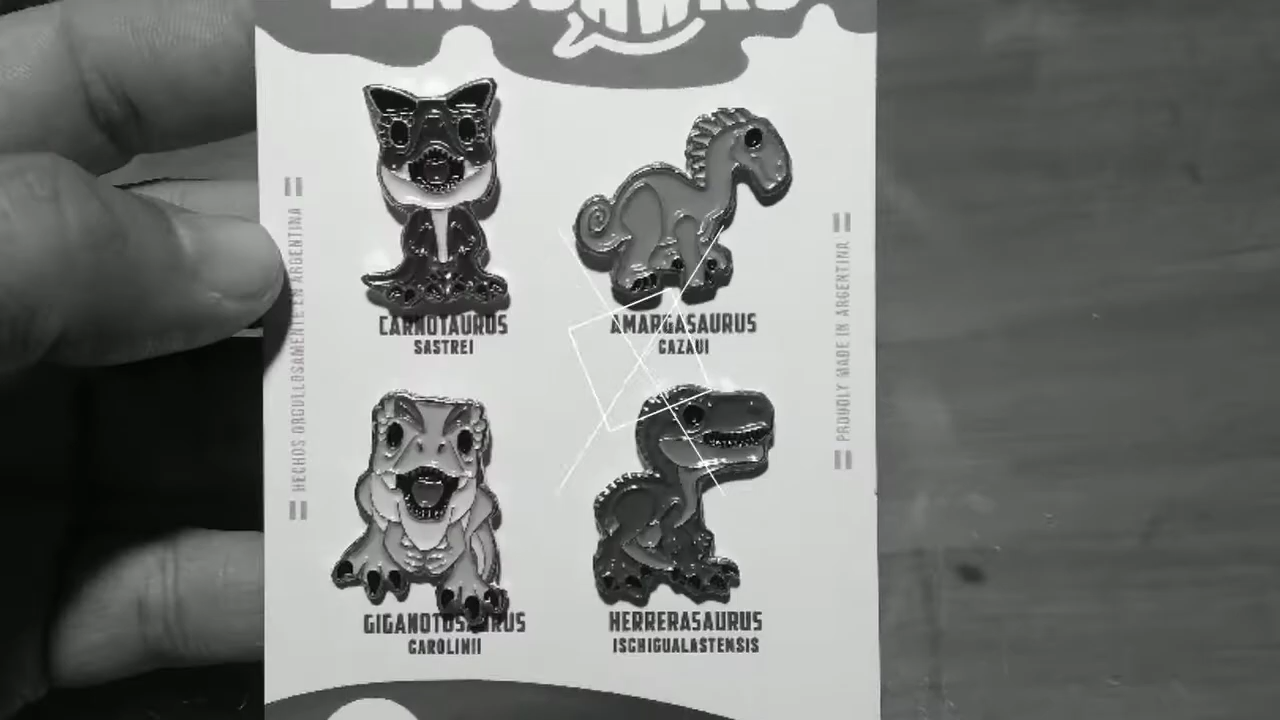 HECHOS ORGULLOSAMENTE EN ARGENTINA
CARNOTAURUS
SASTREI
AMARGASAURUS
CAZAUI
GIGANOTOSAURUS
CAROLINII
HERRERASAURUS
ISCHIGUALASTENSIS
PROUDLY MADE IN ARGENTINA